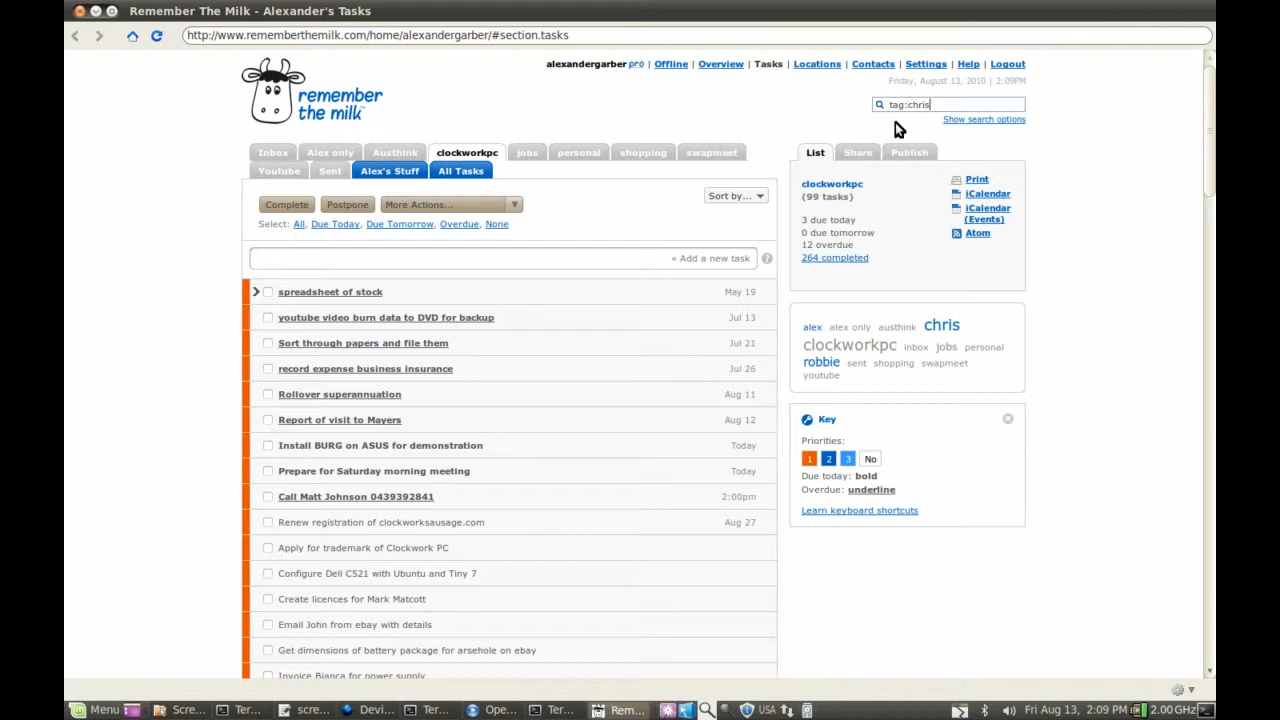 Remember The Milk - Alexander's Tasks
http://www.rememberthemilk.com/home/alexandergarber/#section.tasks
alexandergarber pro | Offline | Overview | Tasks | Locations | Contacts | Settings | Help | Logout
Friday, August 13, 2010 | 2:09PM
remember the milk
tag:chris
Show search options
Inbox Alex only Austhink clockworkpc jobs personal shopping swapmeet
Youtube Sent Alex's Stuff All Tasks
List Share Publish
Complete Postpone More Actions...
Sort by...
Select: All, Due Today, Due Tomorrow, Overdue, None
« Add a new task
spreadsheet of stock May 19
youtube video burn data to DVD for backup Jul 13
Sort through papers and file them Jul 21
record expense business insurance Jul 26
Rollover superannuation Aug 11
Report of visit to Mayers Aug 12
Install BURG on ASUS for demonstration Today
Prepare for Saturday morning meeting Today
Call Matt Johnson 0439392841 2:00pm
Renew registration of clockworksausage.com Aug 27
Apply for trademark of Clockwork PC
Configure Dell C521 with Ubuntu and Tiny 7
Create licences for Mark Matcott
Email John from ebay with details
Get dimensions of battery package for arsehole on ebay
Invoice Bianca for power supply
clockworkpc
(99 tasks)
3 due today
0 due tomorrow
12 overdue
264 completed
Print
iCalendar
iCalendar
(Events)
Atom
alex alex only austhink chris
clockworkpc inbox jobs personal
robbie sent shopping swapmeet
youtube
Key
Priorities:
1 2 3 No
Due today: bold
Overdue: underline
Learn keyboard shortcuts
Menu Scre... Ter... scre... Devi... Ter... Ope... Ter... Rem... USA Fri Aug 13, 2:09 PM 2.00 GHz